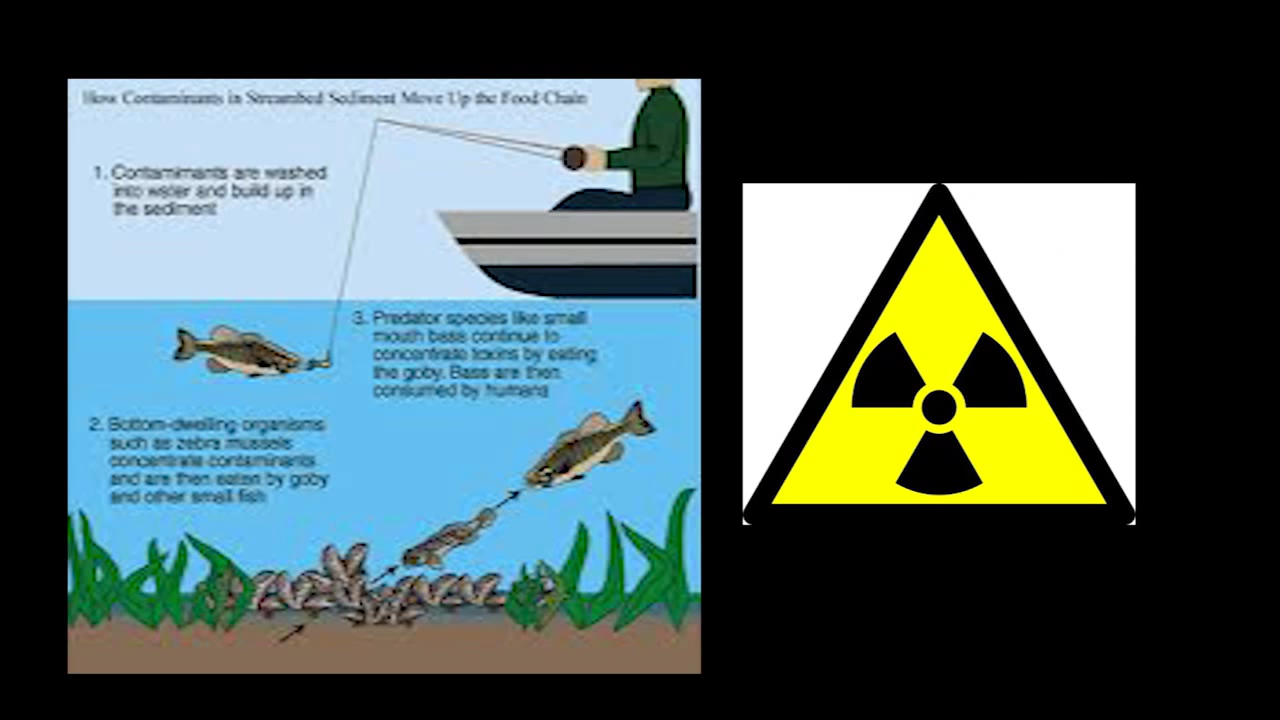 How Contaminants in Streambed Sediment Move Up the Food Chain
1. Contamimants are washed
into water and build up in
the sediment
3. Predator species like small
mouth bass continue to
concentrate toxins by eating
the goby. Bass are then
consumed by humans
2. Bottom-dwelling organisms
such as zebra mussels
concentrate contaminants
and are then eaten by goby
and other small fish